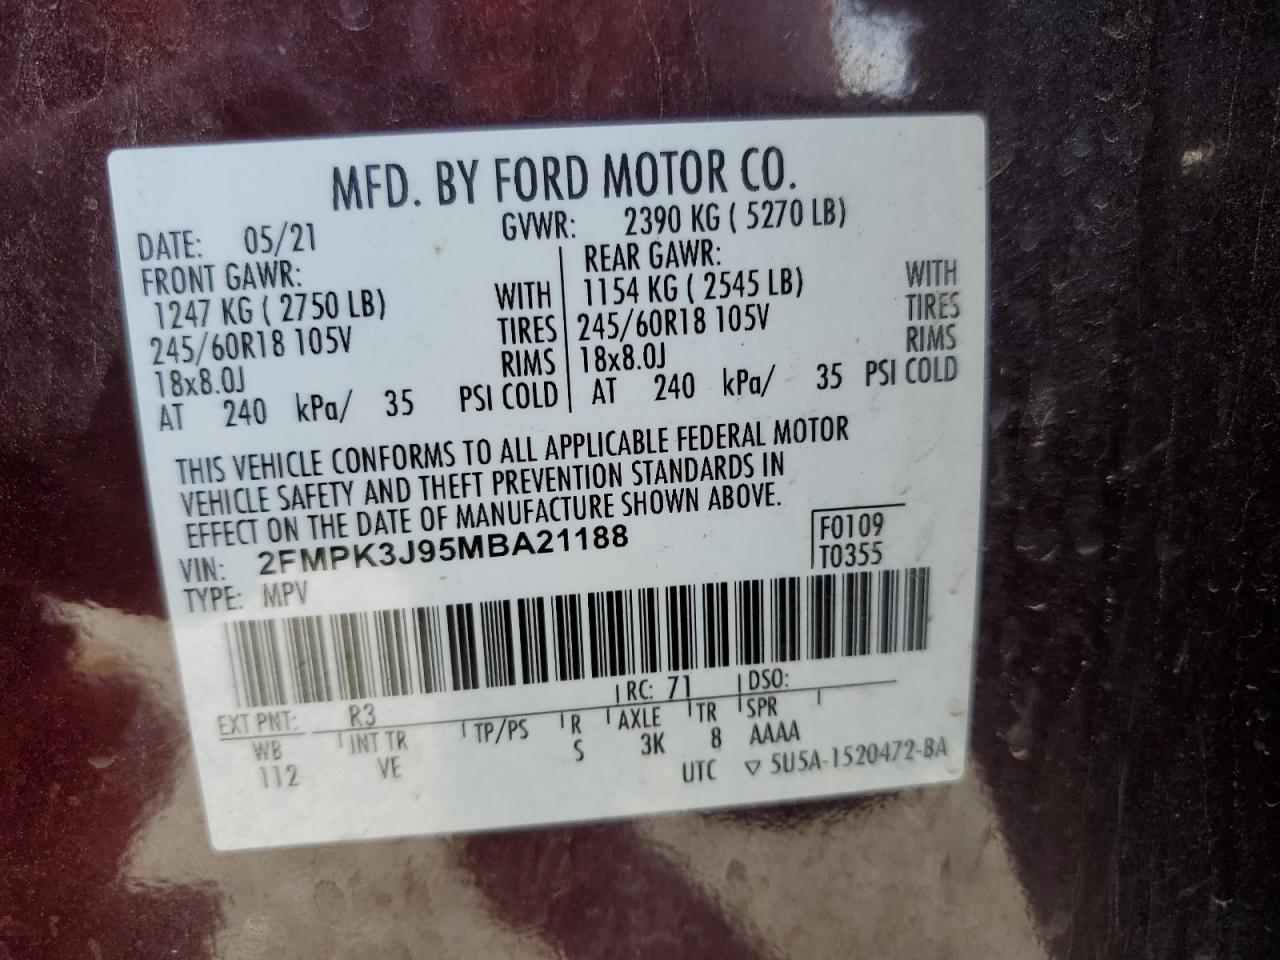 MFD. BY FORD MOTOR CO.
DATE: 05/21 GVWR: 2390 KG ( 5270 LB)
FRONT GAWR: REAR GAWR:
1247 KG ( 2750 LB) WITH 1154 KG ( 2545 LB) WITH
245/60R18 105V TIRES 245/60R18 105V TIRES
18x8.0J RIMS 18x8.0J RIMS
AT 240 kPa/ 35 PSI COLD AT 240 kPa/ 35 PSI COLD
THIS VEHICLE CONFORMS TO ALL APPLICABLE FEDERAL MOTOR
VEHICLE SAFETY AND THEFT PREVENTION STANDARDS IN
EFFECT ON THE DATE OF MANUFACTURE SHOWN ABOVE.
VIN: 2FMPK3J95MBA21188 F0109
TYPE: MPV T0355
EXT PNT: R3 RC: 71 DSO:
WB INT TR TP/PS R AXLE TR SPR
112 VE S 3K 8 AAAA
UTC ▽ 5U5A-1520472-BA